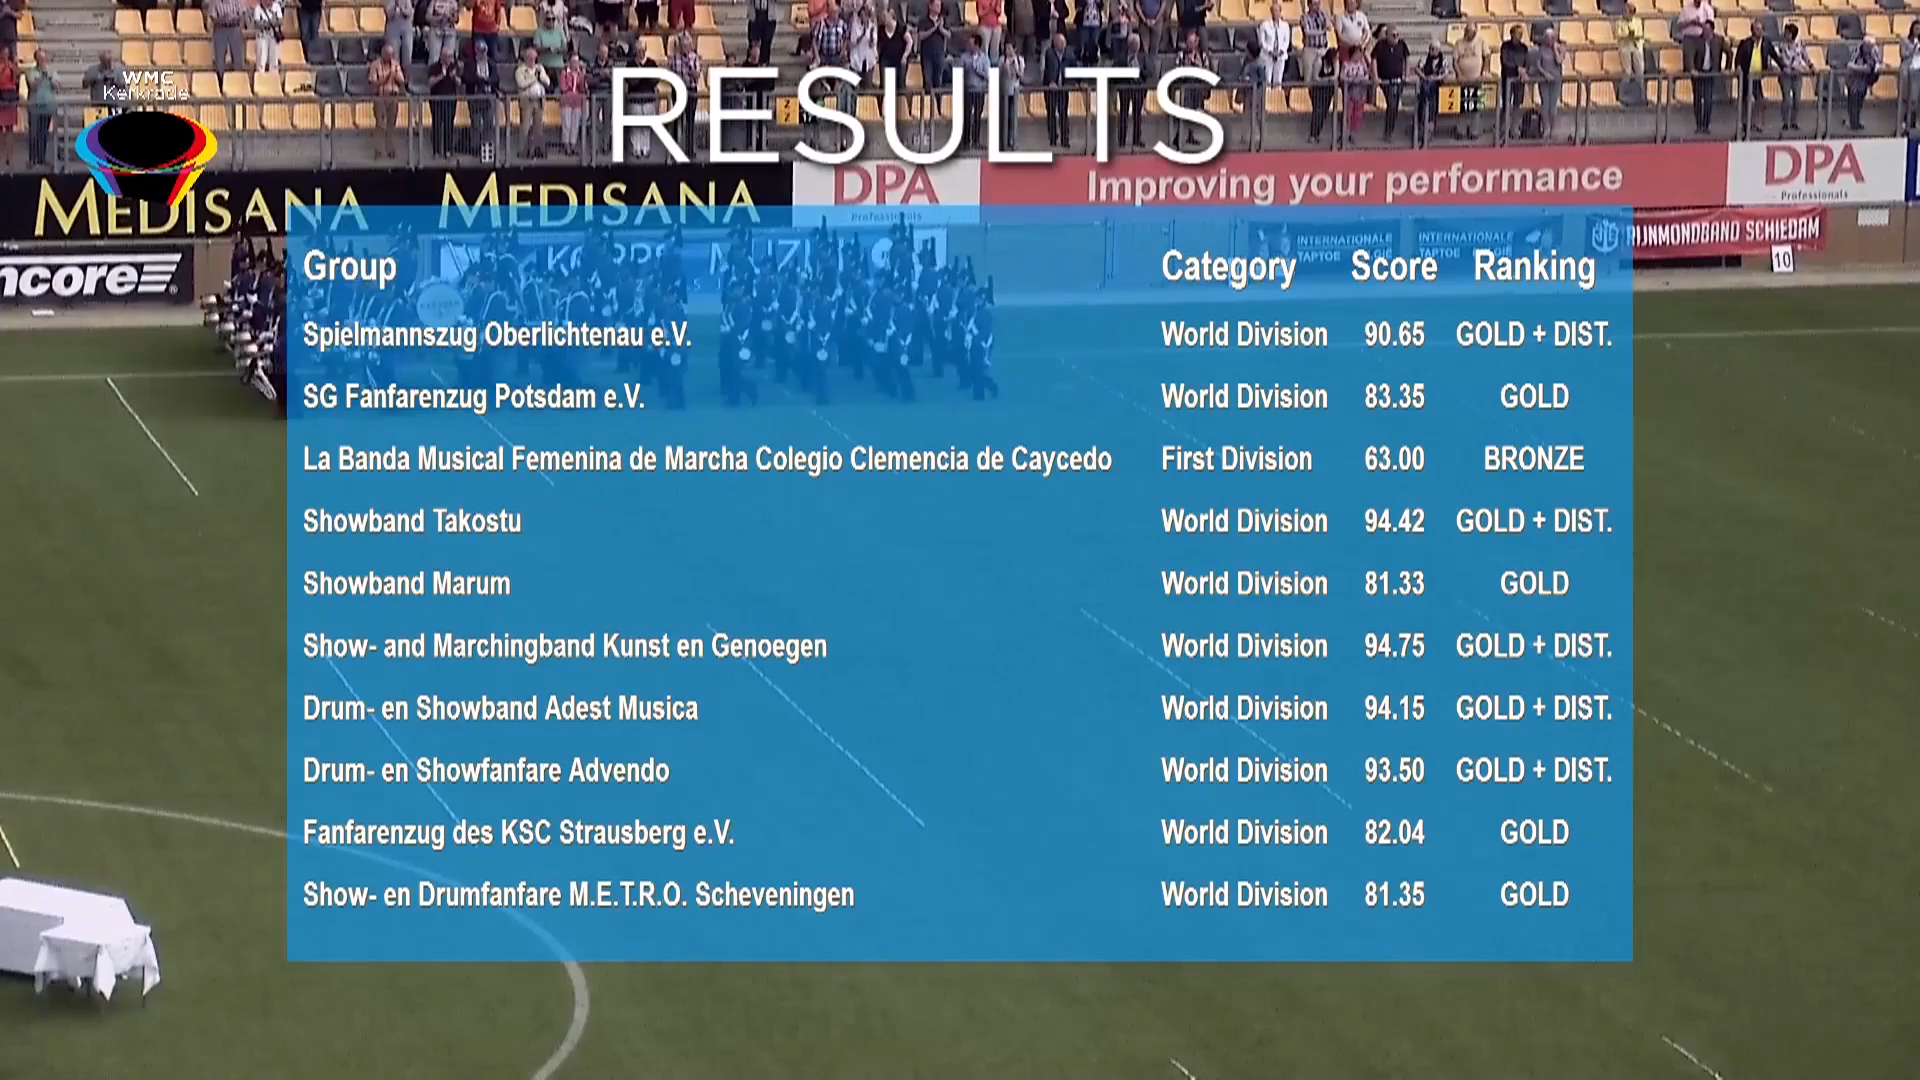 WMC
Kerkrade
RESULTS
MEDISANA MEDISANA DPA Improving your performance DPA
Professionals Professionals
INTERNATIONALE INTERNATIONALE RIJNMONDBAND SCHIEDAM
TAPTOE TAPTOE
10
Group Category Score Ranking
Spielmannszug Oberlichtenau e.V. World Division 90.65 GOLD + DIST.
SG Fanfarenzug Potsdam e.V. World Division 83.35 GOLD
La Banda Musical Femenina de Marcha Colegio Clemencia de Caycedo First Division 63.00 BRONZE
Showband Takostu World Division 94.42 GOLD + DIST.
Showband Marum World Division 81.33 GOLD
Show- and Marchingband Kunst en Genoegen World Division 94.75 GOLD + DIST.
Drum- en Showband Adest Musica World Division 94.15 GOLD + DIST.
Drum- en Showfanfare Advendo World Division 93.50 GOLD + DIST.
Fanfarenzug des KSC Strausberg e.V. World Division 82.04 GOLD
Show- en Drumfanfare M.E.T.R.O. Scheveningen World Division 81.35 GOLD